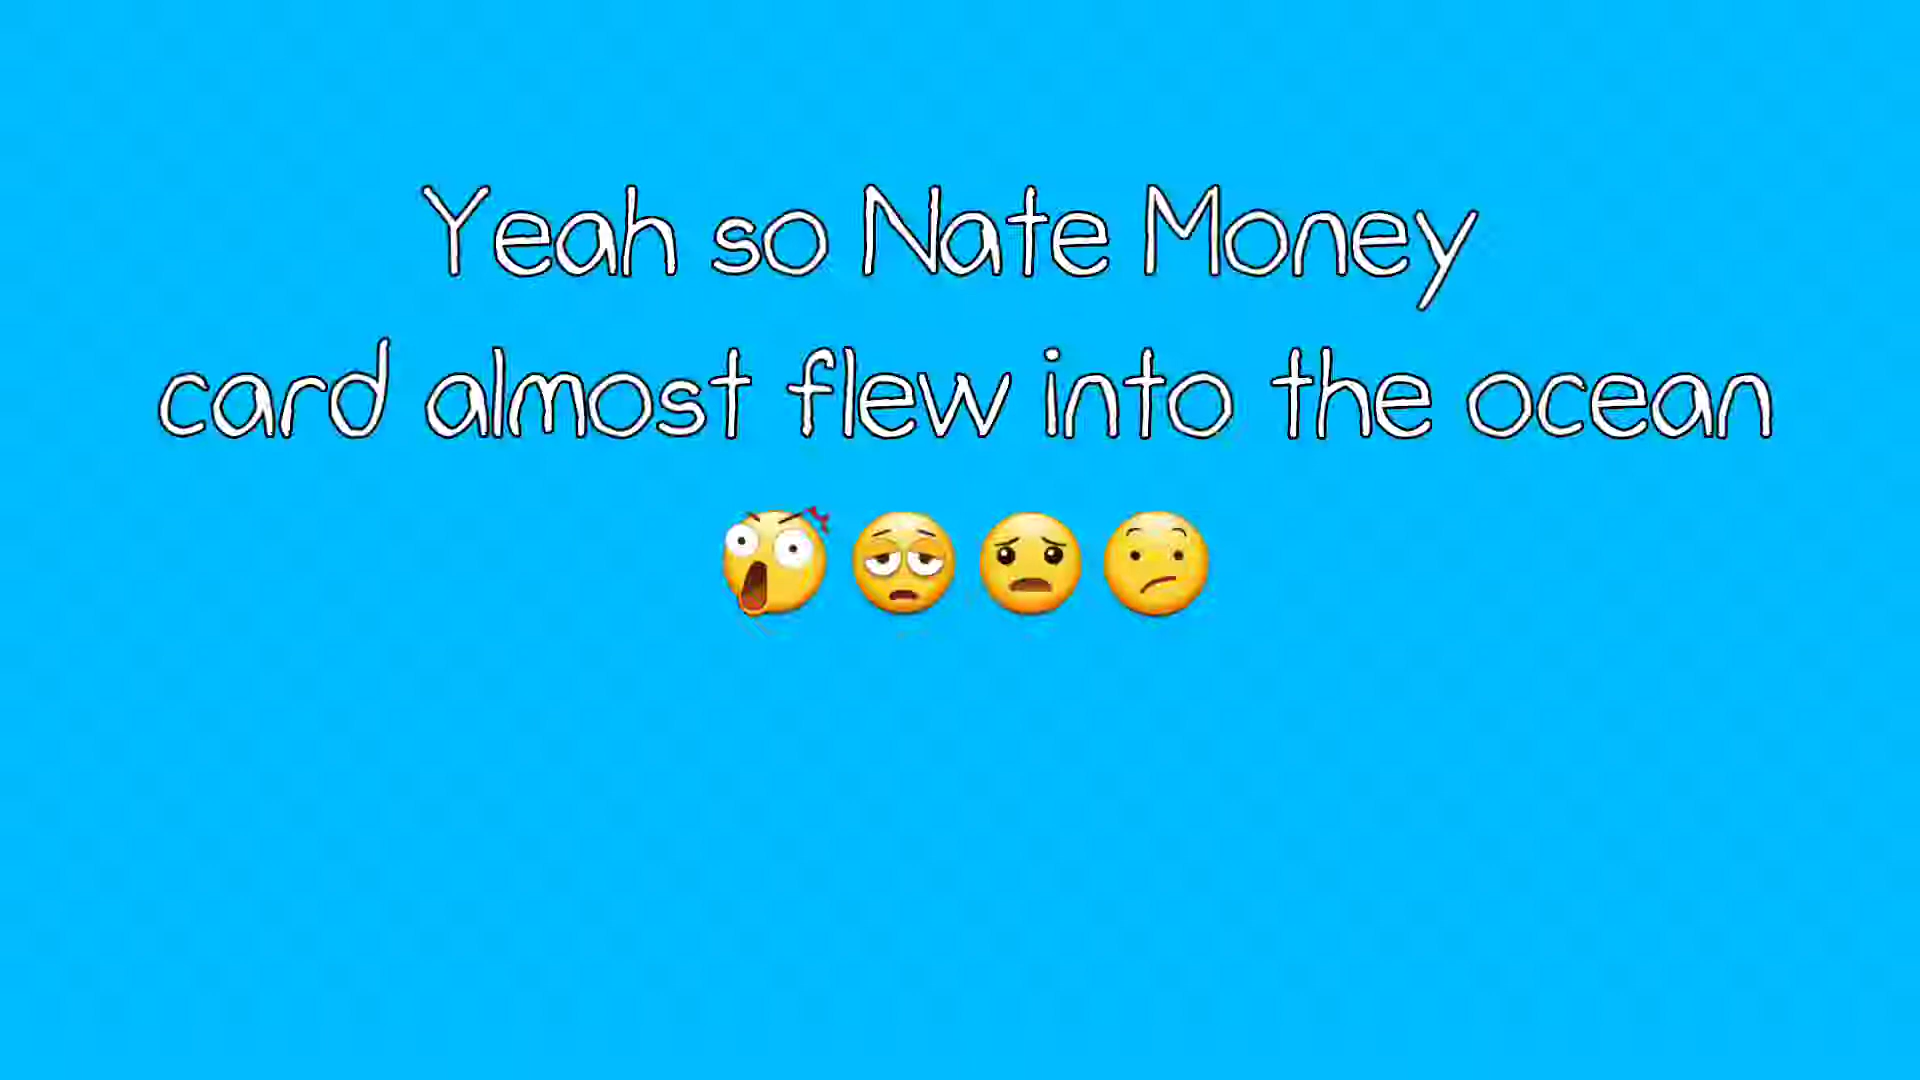 Yeah so Nate Money
card almost flew into the ocean
😲😩😦😕